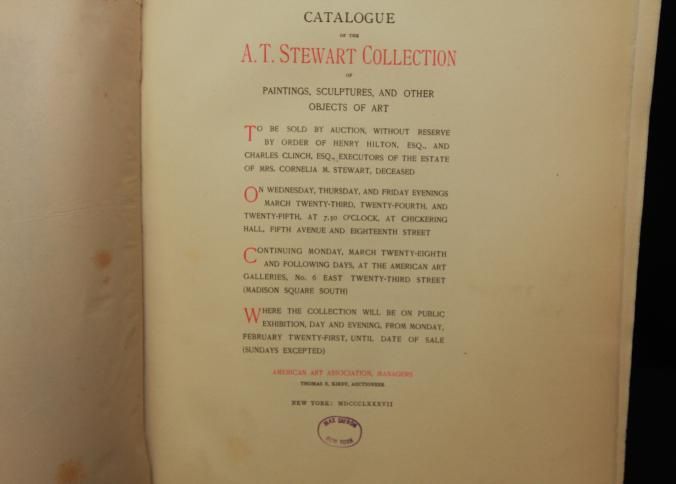 CATALOGUE
OF THE
A. T. STEWART COLLECTION
OF
PAINTINGS, SCULPTURES, AND OTHER
OBJECTS OF ART
TO BE SOLD BY AUCTION, WITHOUT RESERVE
BY ORDER OF HENRY HILTON, ESQ., AND
CHARLES CLINCH, ESQ., EXECUTORS OF THE ESTATE
OF MRS. CORNELIA M. STEWART, DECEASED
ON WEDNESDAY, THURSDAY, AND FRIDAY EVENINGS
MARCH TWENTY-THIRD, TWENTY-FOURTH, AND
TWENTY-FIFTH, AT 7.30 O'CLOCK, AT CHICKERING
HALL, FIFTH AVENUE AND EIGHTEENTH STREET
CONTINUING MONDAY, MARCH TWENTY-EIGHTH
AND FOLLOWING DAYS, AT THE AMERICAN ART
GALLERIES, No. 6 EAST TWENTY-THIRD STREET
(MADISON SQUARE SOUTH)
WHERE THE COLLECTION WILL BE ON PUBLIC
EXHIBITION, DAY AND EVENING, FROM MONDAY,
FEBRUARY TWENTY-FIRST, UNTIL DATE OF SALE
(SUNDAYS EXCEPTED)
AMERICAN ART ASSOCIATION, MANAGERS
THOMAS E. KIRBY, AUCTIONEER
NEW YORK: MDCCCLXXXVII
MAX
NEW YORK